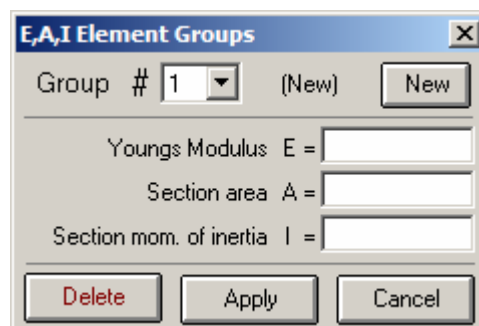 E,A,I Element Groups
Group # 1 (New) New
Youngs Modulus E =
Section area A =
Section mom. of inertia I =
Delete Apply Cancel